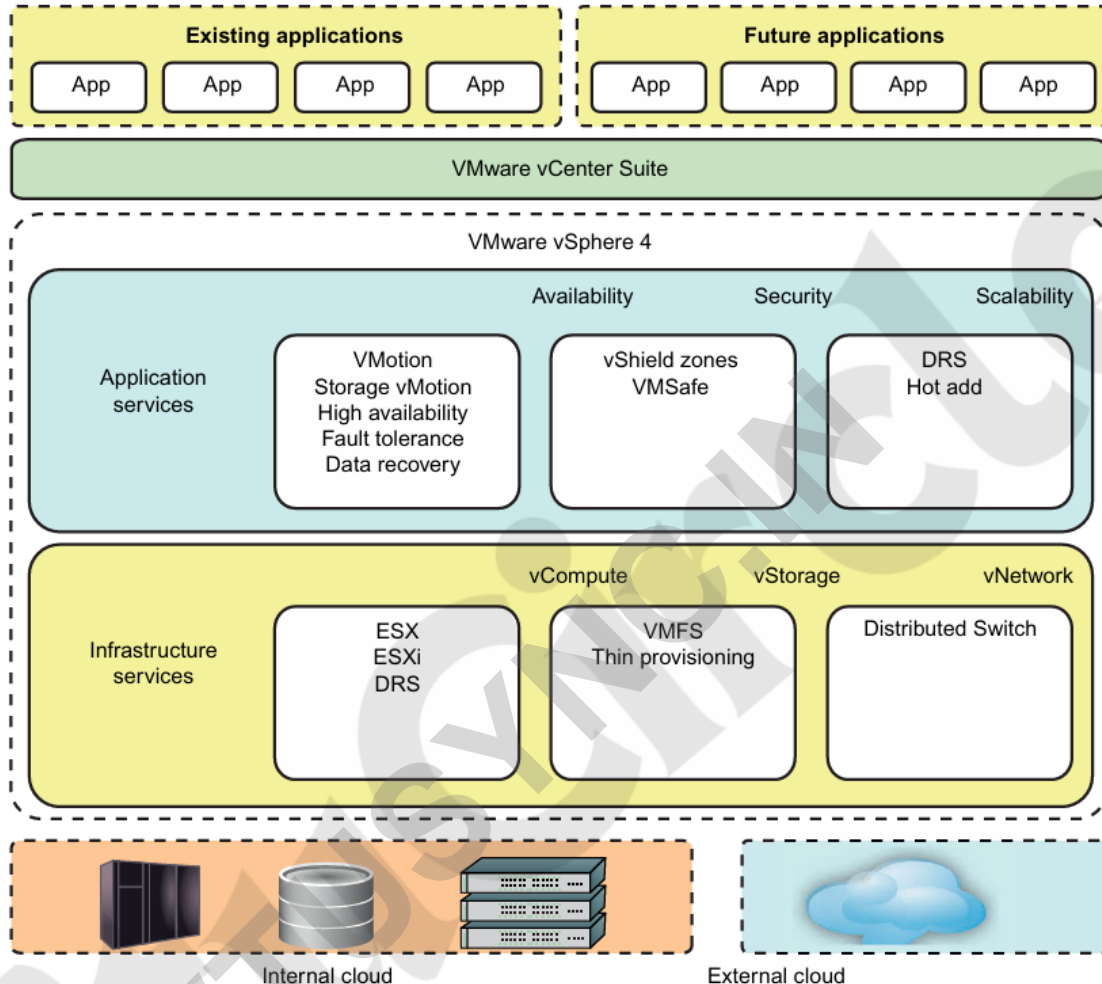 Existing applications
App App App App
Future applications
App App App App
VMware vCenter Suite
VMware vSphere 4
Application
services
Availability
VMotion
Storage vMotion
High availability
Fault tolerance
Data recovery
Security
vShield zones
VMSafe
Scalability
DRS
Hot add
Infrastructure
services
vCompute
ESX
ESXi
DRS
vStorage
VMFS
Thin provisioning
vNetwork
Distributed Switch
Internal cloud
External cloud